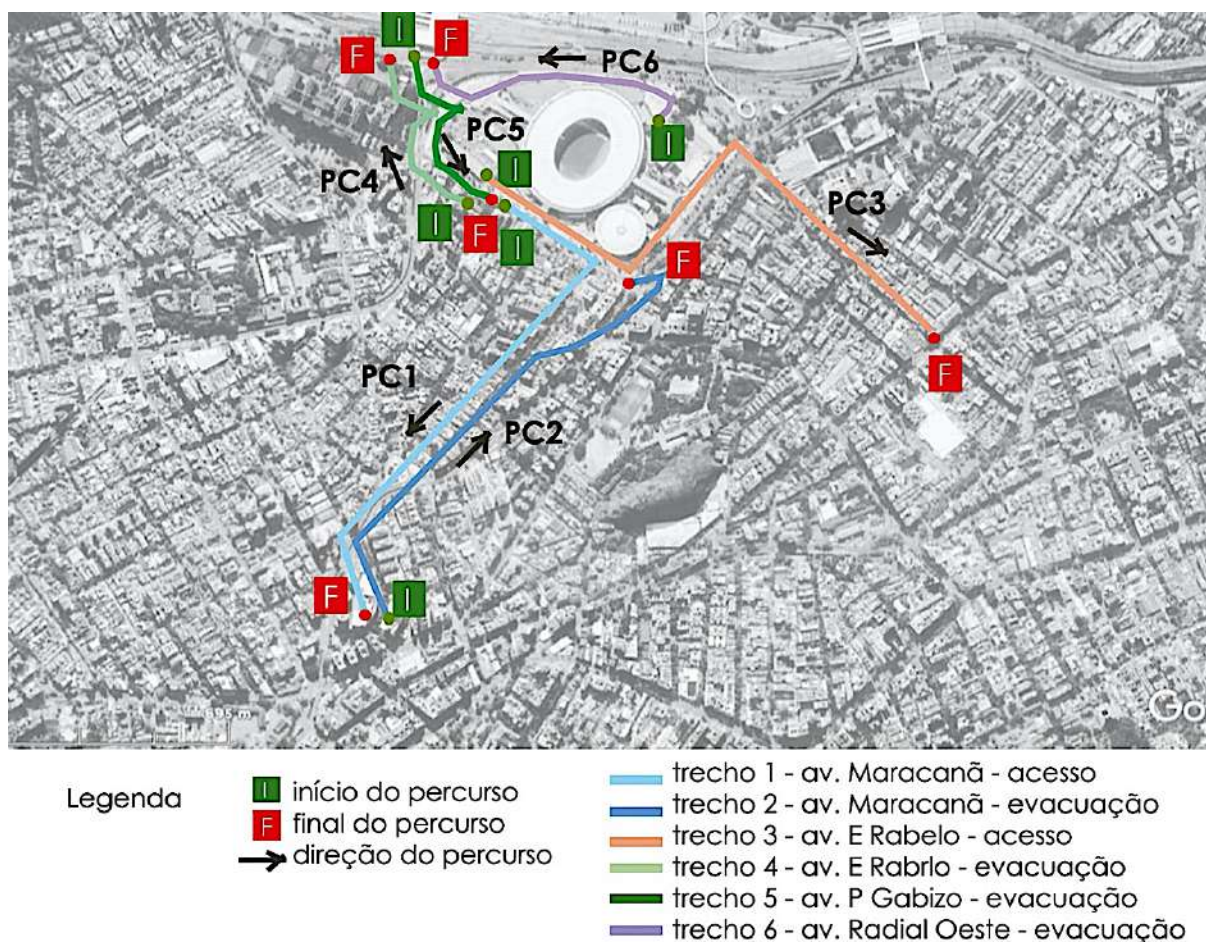 F I F PC6
PC5
I
I
PC4
PC3
I F I
F
PC1
F
PC2
F I
695 m
Go
Legenda
I início do percurso
F final do percurso
direção do percurso
trecho 1 - av. Maracanã - acesso
trecho 2 - av. Maracanã - evacuação
trecho 3 - av. E Rabelo - acesso
trecho 4 - av. E Rabrlo - evacuação
trecho 5 - av. P Gabizo - evacuação
trecho 6 - av. Radial Oeste - evacuação